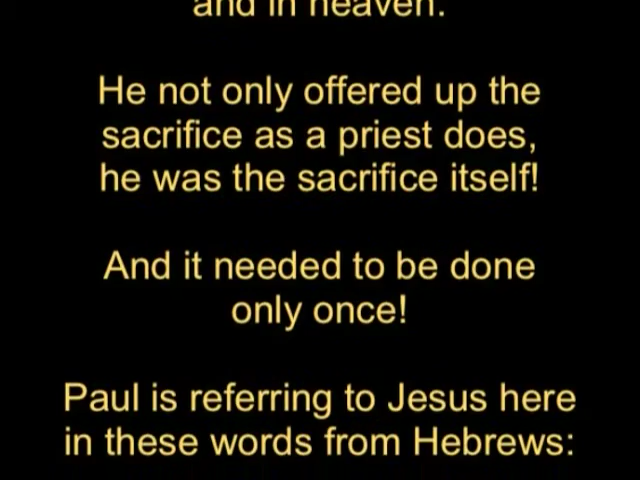 and in heaven.
He not only offered up the
sacrifice as a priest does,
he was the sacrifice itself!
And it needed to be done
only once!
Paul is referring to Jesus here
in these words from Hebrews: